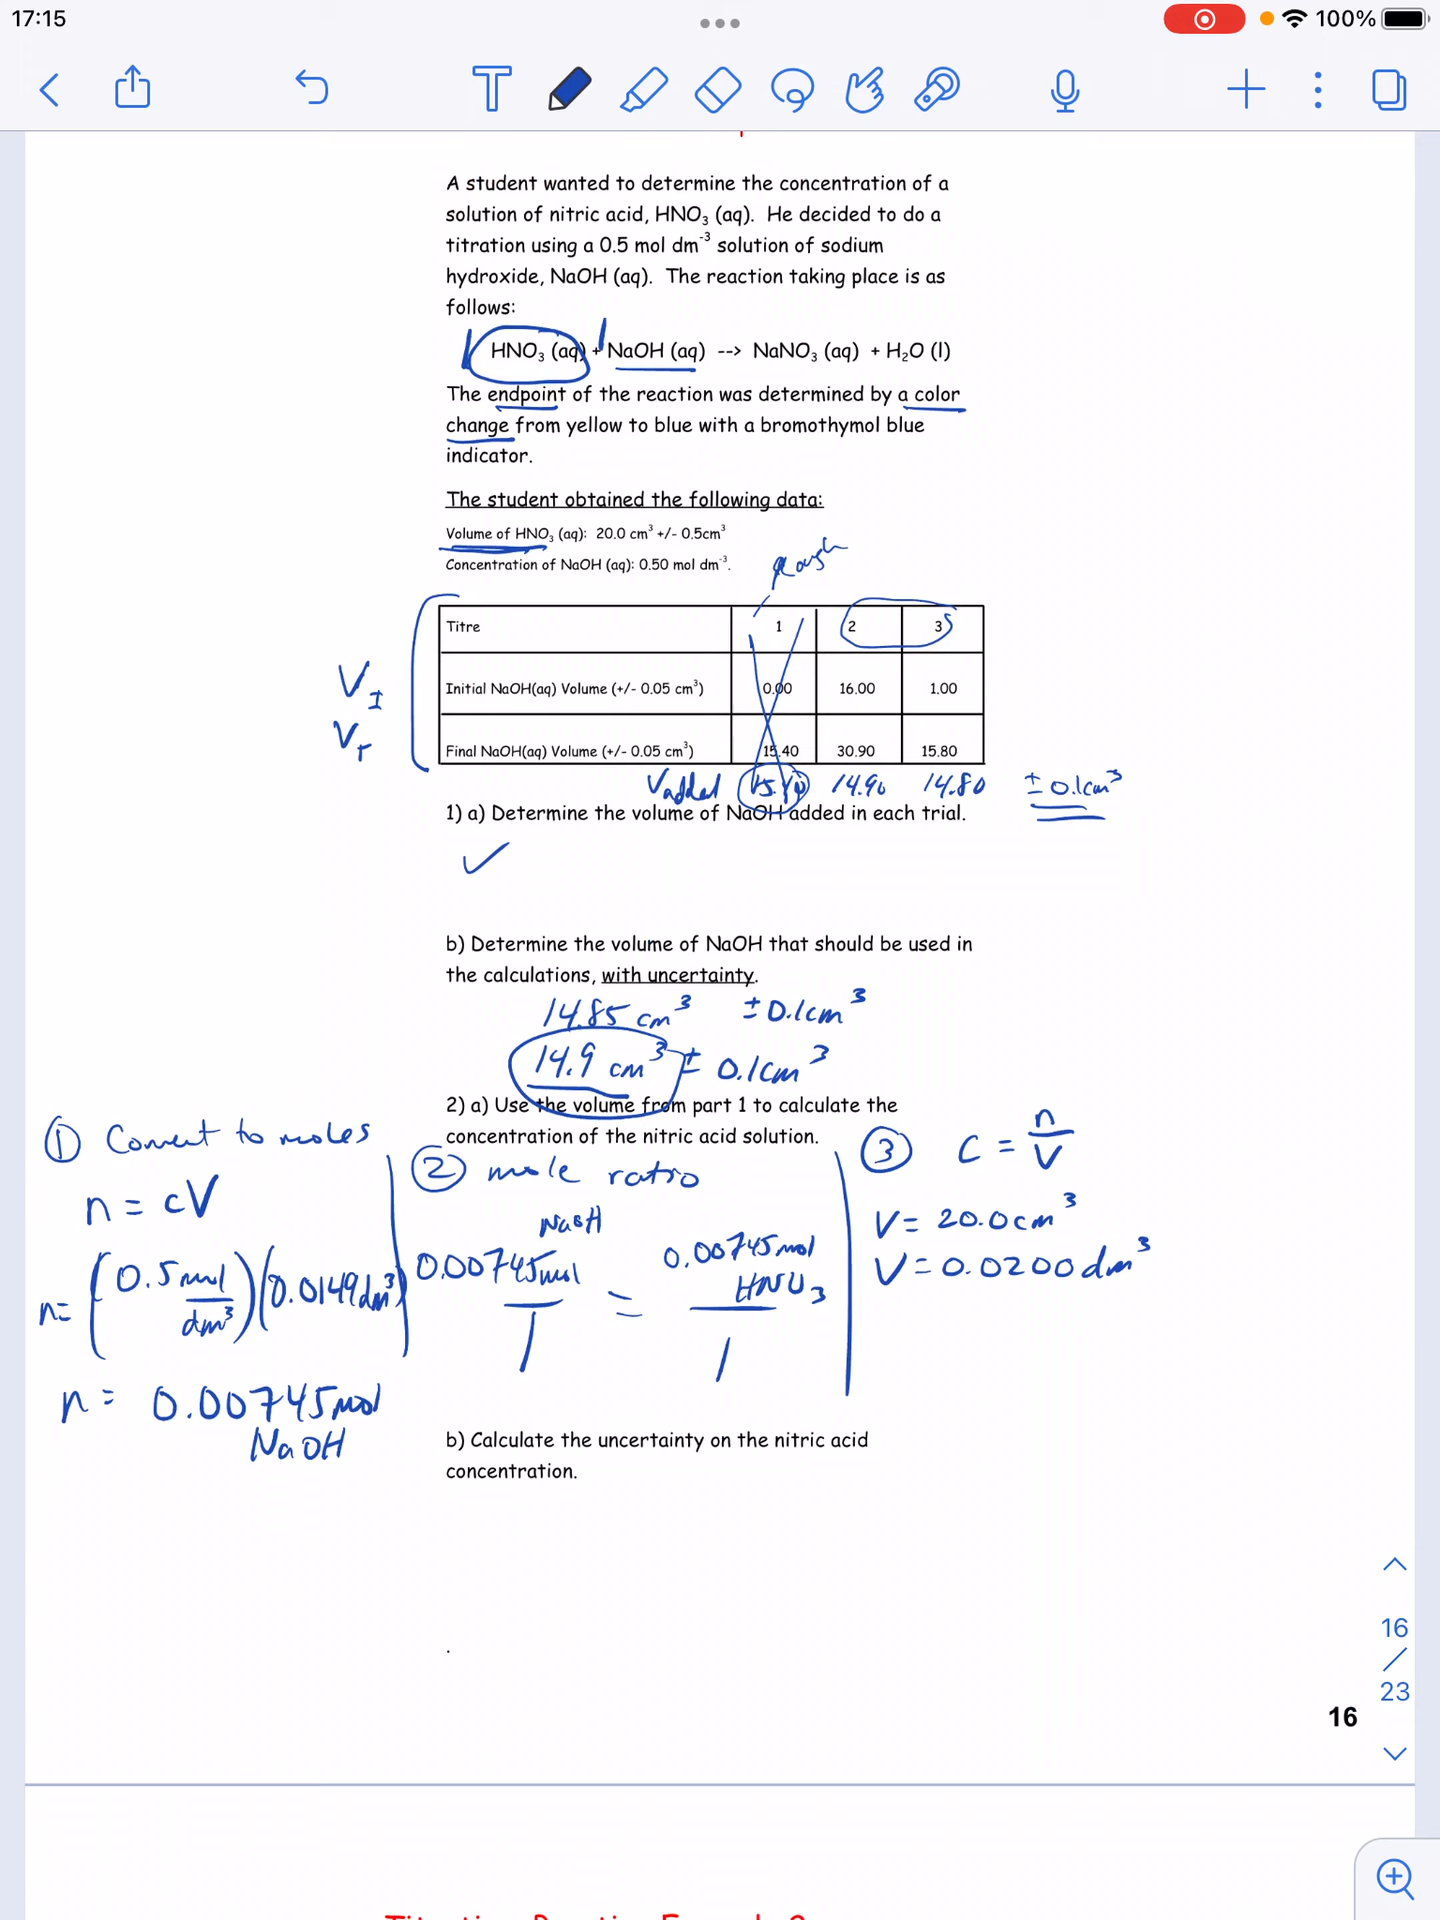 17:15
100%
A student wanted to determine the concentration of a
solution of nitric acid, HNO₃ (aq). He decided to do a
titration using a 0.5 mol dm⁻³ solution of sodium
hydroxide, NaOH (aq). The reaction taking place is as
follows:
1 HNO₃ (aq) + 1 NaOH (aq) --> NaNO₃ (aq) + H₂O (l)
The endpoint of the reaction was determined by a color
change from yellow to blue with a bromothymol blue
indicator.
The student obtained the following data:
Volume of HNO₃ (aq): 20.0 cm³ +/- 0.5cm³
Rough
Concentration of NaOH (aq): 0.50 mol dm⁻³.
Titre 1 2 3
V_I Initial NaOH(aq) Volume (+/- 0.05 cm³) 0.00 16.00 1.00
V_F Final NaOH(aq) Volume (+/- 0.05 cm³) 15.40 30.90 15.80
V added 15.40 14.90 14.80 ± 0.1cm³
1) a) Determine the volume of NaOH added in each trial.
✓
b) Determine the volume of NaOH that should be used in
the calculations, with uncertainty.
14.85 cm³ ± 0.1cm³
14.9 cm³ ± 0.1cm³
2) a) Use the volume from part 1 to calculate the
concentration of the nitric acid solution.
① Convert to moles
n = cV
n = (0.5 mol/dm³)(0.0149dm³)
n = 0.00745mol
NaOH
② mole ratio
NaOH
0.00745mol / 1 = 0.00745mol HNO₃ / 1
③ C = n/V
V = 20.0cm³
V = 0.0200dm³
b) Calculate the uncertainty on the nitric acid
concentration.
.
16
/
23
16